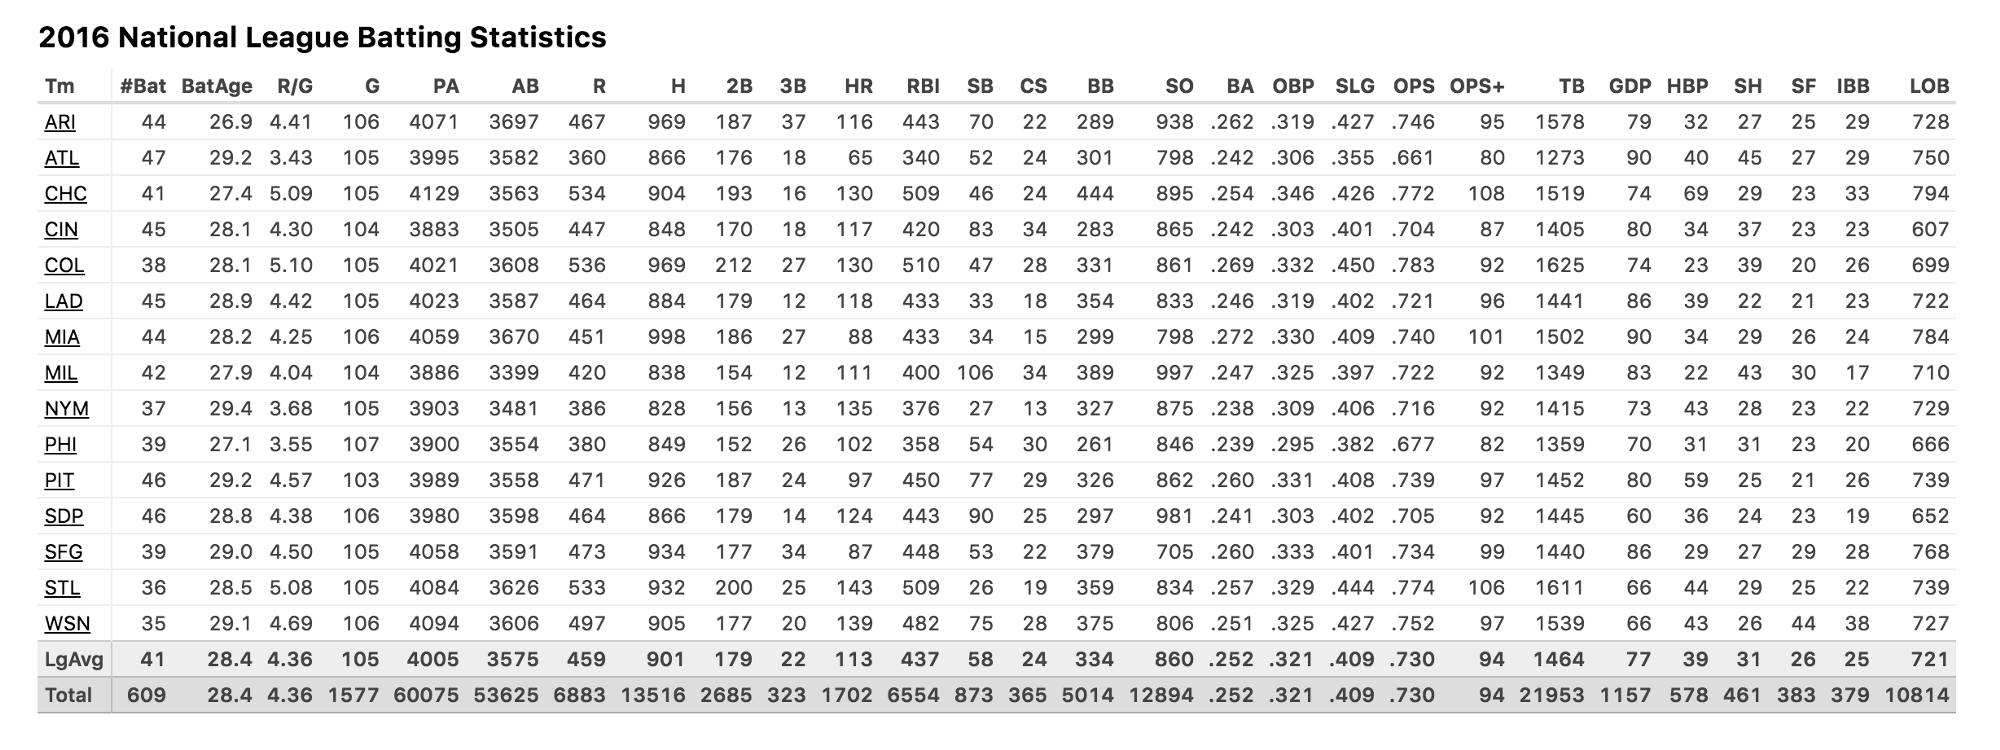 2016 National League Batting Statistics
Tm #Bat BatAge R/G G PA AB R H 2B 3B HR RBI SB CS BB SO BA OBP SLG OPS OPS+ TB GDP HBP SH SF IBB LOB
ARI 44 26.9 4.41 106 4071 3697 467 969 187 37 116 443 70 22 289 938 .262 .319 .427 .746 95 1578 79 32 27 25 29 728
ATL 47 29.2 3.43 105 3995 3582 360 866 176 18 65 340 52 24 301 798 .242 .306 .355 .661 80 1273 90 40 45 27 29 750
CHC 41 27.4 5.09 105 4129 3563 534 904 193 16 130 509 46 24 444 895 .254 .346 .426 .772 108 1519 74 69 29 23 33 794
CIN 45 28.1 4.30 104 3883 3505 447 848 170 18 117 420 83 34 283 865 .242 .303 .401 .704 87 1405 80 34 37 23 23 607
COL 38 28.1 5.10 105 4021 3608 536 969 212 27 130 510 47 28 331 861 .269 .332 .450 .783 92 1625 74 23 39 20 26 699
LAD 45 28.9 4.42 105 4023 3587 464 884 179 12 118 433 33 18 354 833 .246 .319 .402 .721 96 1441 86 39 22 21 23 722
MIA 44 28.2 4.25 106 4059 3670 451 998 186 27 88 433 34 15 299 798 .272 .330 .409 .740 101 1502 90 34 29 26 24 784
MIL 42 27.9 4.04 104 3886 3399 420 838 154 12 111 400 106 34 389 997 .247 .325 .397 .722 92 1349 83 22 43 30 17 710
NYM 37 29.4 3.68 105 3903 3481 386 828 156 13 135 376 27 13 327 875 .238 .309 .406 .716 92 1415 73 43 28 23 22 729
PHI 39 27.1 3.55 107 3900 3554 380 849 152 26 102 358 54 30 261 846 .239 .295 .382 .677 82 1359 70 31 31 23 20 666
PIT 46 29.2 4.57 103 3989 3558 471 926 187 24 97 450 77 29 326 862 .260 .331 .408 .739 97 1452 80 59 25 21 26 739
SDP 46 28.8 4.38 106 3980 3598 464 866 179 14 124 443 90 25 297 981 .241 .303 .402 .705 92 1445 60 36 24 23 19 652
SFG 39 29.0 4.50 105 4058 3591 473 934 177 34 87 448 53 22 379 705 .260 .333 .401 .734 99 1440 86 29 27 29 28 768
STL 36 28.5 5.08 105 4084 3626 533 932 200 25 143 509 26 19 359 834 .257 .329 .444 .774 106 1611 66 44 29 25 22 739
WSN 35 29.1 4.69 106 4094 3606 497 905 177 20 139 482 75 28 375 806 .251 .325 .427 .752 97 1539 66 43 26 44 38 727
LgAvg 41 28.4 4.36 105 4005 3575 459 901 179 22 113 437 58 24 334 860 .252 .321 .409 .730 94 1464 77 39 31 26 25 721
Total 609 28.4 4.36 1577 60075 53625 6883 13516 2685 323 1702 6554 873 365 5014 12894 .252 .321 .409 .730 94 21953 1157 578 461 383 379 10814